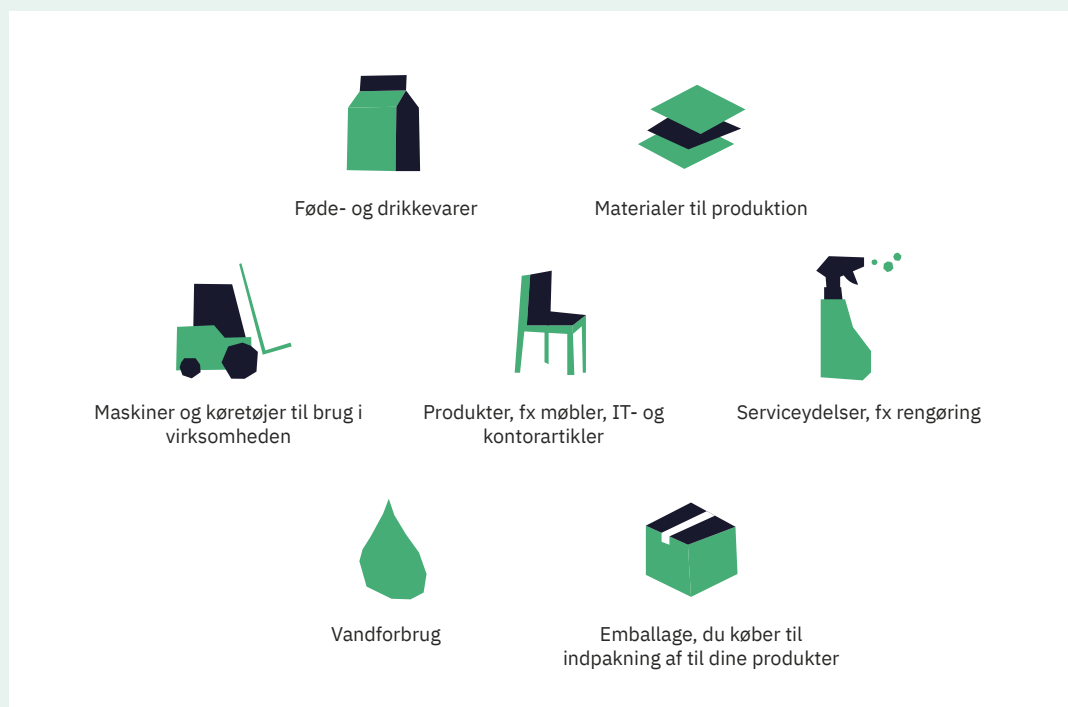 Føde- og drikkevarer
Materialer til produktion
Maskiner og køretøjer til brug i
virksomheden
Produkter, fx møbler, IT- og
kontorartikler
Serviceydelser, fx rengøring
Vandforbrug
Emballage, du køber til
indpakning af til dine produkter